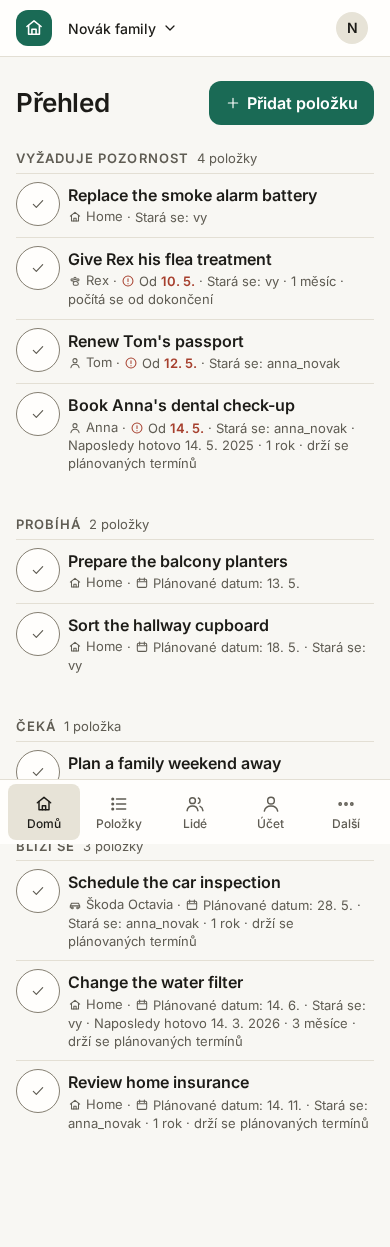 Novák family
N
Přehled
Přidat položku
VYŽADUJE POZORNOST 4 položky
Replace the smoke alarm battery
Home · Stará se: vy
Give Rex his flea treatment
Rex · Od 10. 5. · Stará se: vy · 1 měsíc ·
počítá se od dokončení
Renew Tom's passport
Tom · Od 12. 5. · Stará se: anna_novak
Book Anna's dental check-up
Anna · Od 14. 5. · Stará se: anna_novak ·
Naposledy hotovo 14. 5. 2025 · 1 rok · drží se
plánovaných termínů
PROBÍHÁ 2 položky
Prepare the balcony planters
Home · Plánované datum: 13. 5.
Sort the hallway cupboard
Home · Plánované datum: 18. 5. · Stará se:
vy
ČEKÁ 1 položka
Plan a family weekend away
Domů
Položky
Lidé
Účet
Další
BLÍŽÍ SE 3 položky
Schedule the car inspection
Škoda Octavia · Plánované datum: 28. 5. ·
Stará se: anna_novak · 1 rok · drží se
plánovaných termínů
Change the water filter
Home · Plánované datum: 14. 6. · Stará se:
vy · Naposledy hotovo 14. 3. 2026 · 3 měsíce ·
drží se plánovaných termínů
Review home insurance
Home · Plánované datum: 14. 11. · Stará se:
anna_novak · 1 rok · drží se plánovaných termínů